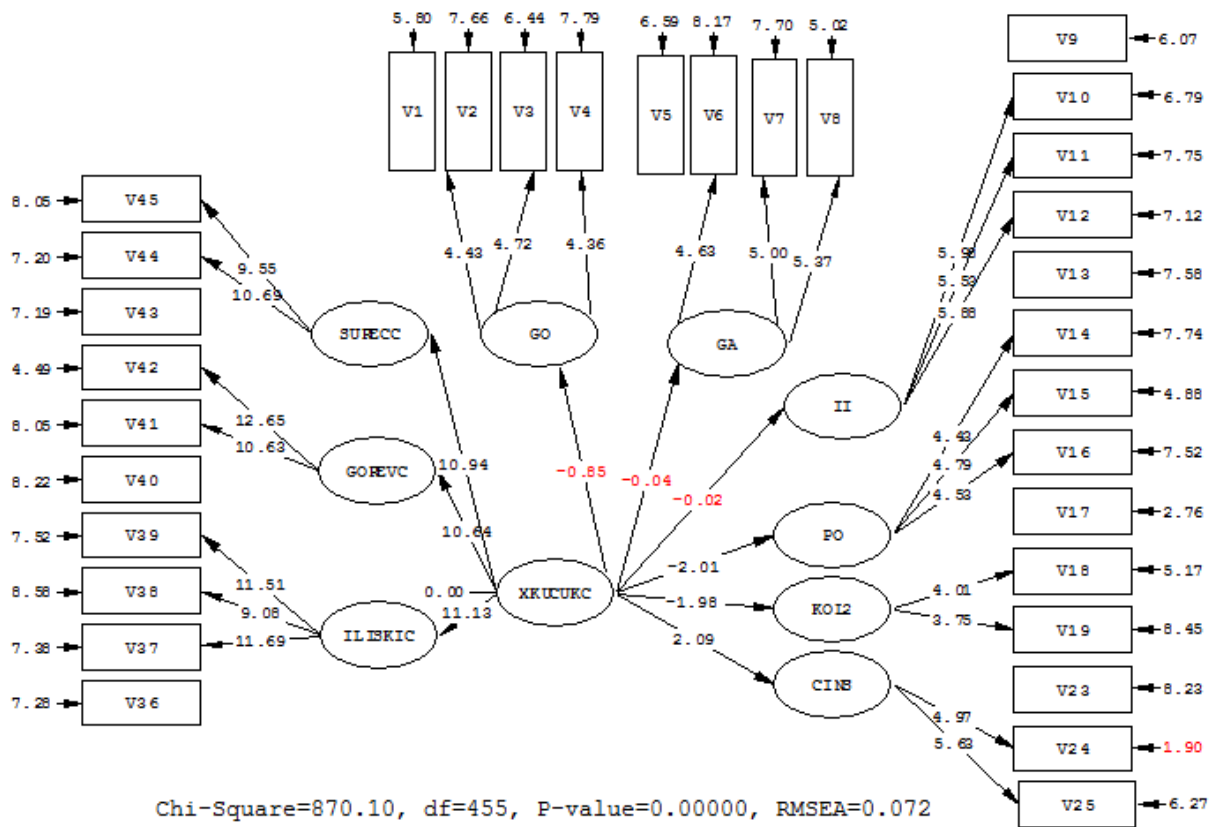 5.80 7.66 6.44 7.79 6.59 8.17 7.70 5.02
V1 V2 V3 V4 V5 V6 V7 V8
V9 6.07
V10 6.79
V11 7.75
V12 7.12
V13 7.58
V14 7.74
V15 4.88
V16 7.52
V17 2.76
V18 5.17
V19 8.45
V23 8.23
V24 1.90
V25 6.27
8.05 V45
7.20 V44
7.19 V43
4.49 V42
8.05 V41
8.22 V40
7.52 V39
8.58 V38
7.38 V37
7.28 V36
9.55
10.69
12.65
10.63
11.51
9.08
11.69
SURECC
GOREVC
ILISKIC
4.43 4.72 4.36
GO
4.63 5.00 5.37
GA
5.53
5.88
II
4.43
4.79
4.53
PO
4.01
3.75
KOL2
4.97
5.63
CINS
10.94
10.64
0.00
11.13
XKUCUKC
-0.85
-0.04
-0.02
-2.01
-1.98
2.09
Chi-Square=870.10, df=455, P-value=0.00000, RMSEA=0.072